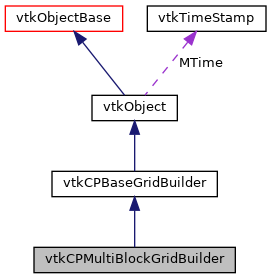 vtkObjectBase
vtkTimeStamp
MTime
vtkObject
vtkCPBaseGridBuilder
vtkCPMultiBlockGridBuilder